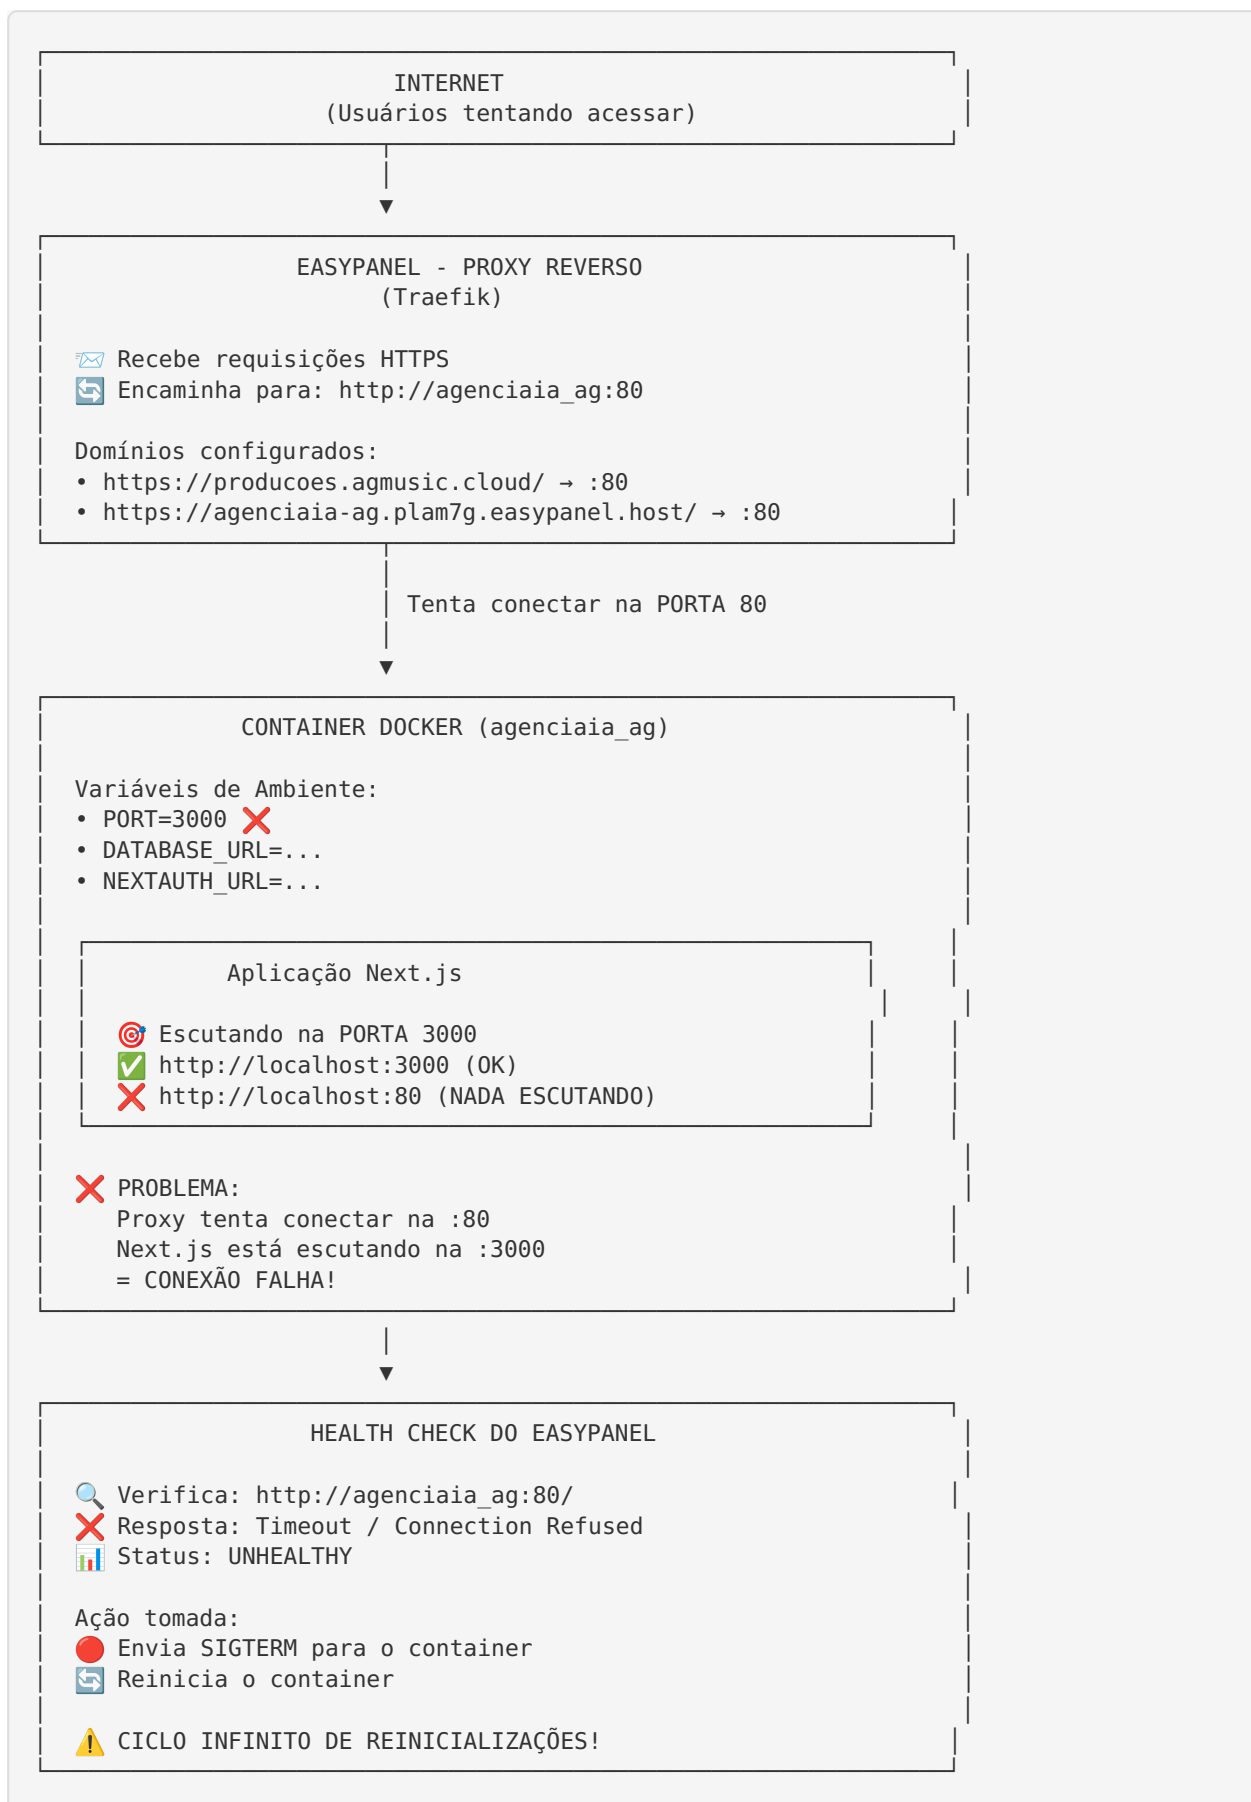 INTERNET
(Usuários tentando acessar)
EASYPANEL - PROXY REVERSO
(Traefik)
📨 Recebe requisições HTTPS
🔄 Encaminha para: http://agenciaia_ag:80
Domínios configurados:
• https://producoes.agmusic.cloud/ → :80
• https://agenciaia-ag.plam7g.easypanel.host/ → :80
Tenta conectar na PORTA 80
CONTAINER DOCKER (agenciaia_ag)
Variáveis de Ambiente:
• PORT=3000 ❌
• DATABASE_URL=...
• NEXTAUTH_URL=...
Aplicação Next.js
🎯 Escutando na PORTA 3000
✅ http://localhost:3000 (OK)
❌ http://localhost:80 (NADA ESCUTANDO)
❌ PROBLEMA:
Proxy tenta conectar na :80
Next.js está escutando na :3000
= CONEXÃO FALHA!
HEALTH CHECK DO EASYPANEL
🔍 Verifica: http://agenciaia_ag:80/
❌ Resposta: Timeout / Connection Refused
📊 Status: UNHEALTHY
Ação tomada:
🔴 Envia SIGTERM para o container
🔄 Reinicia o container
⚠️ CICLO INFINITO DE REINICIALIZAÇÕES!